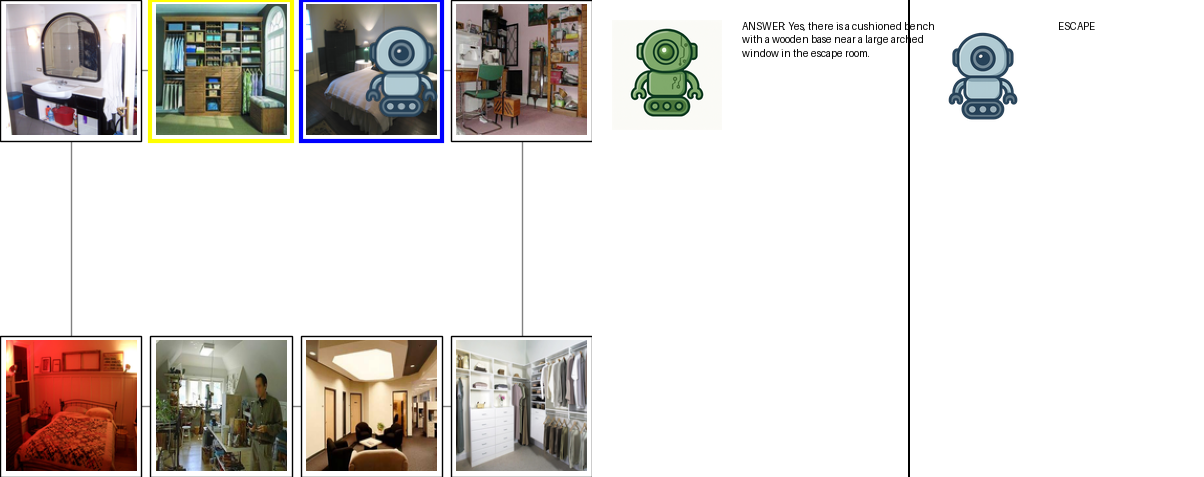 ANSWER: Yes, there is a cushioned bench
with a wooden base near a large arched
window in the escape room.
ESCAPE